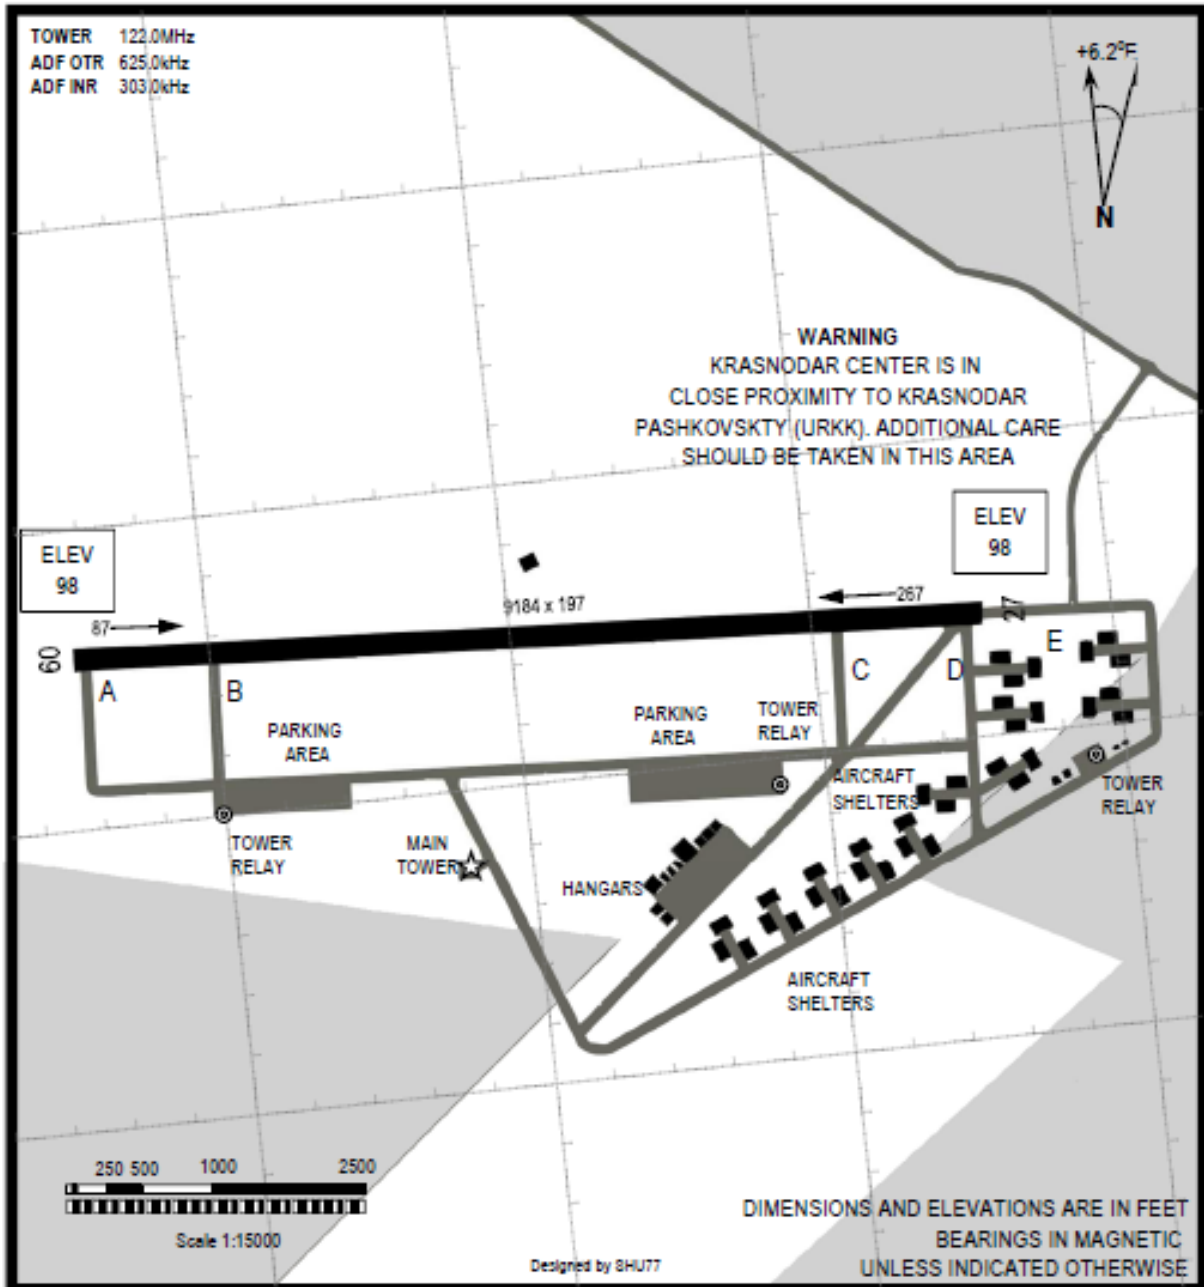 TOWER 122.0MHz
ADF OTR 625.0kHz
ADF INR 303.0kHz
+6.2⁰E
N
WARNING
KRASNODAR CENTER IS IN
CLOSE PROXIMITY TO KRASNODAR
PASHKOVSKTY (URKK). ADDITIONAL CARE
SHOULD BE TAKEN IN THIS AREA
ELEV
98
ELEV
98
87
9184 x 197
267
09
27
A
B
C
D
E
PARKING
AREA
PARKING
AREA
TOWER
RELAY
AIRCRAFT
SHELTERS
TOWER
RELAY
TOWER
RELAY
MAIN
TOWER
HANGARS
AIRCRAFT
SHELTERS
250 500 1000 2500
Scale 1:15000
Designed by SHU77
DIMENSIONS AND ELEVATIONS ARE IN FEET
BEARINGS IN MAGNETIC
UNLESS INDICATED OTHERWISE